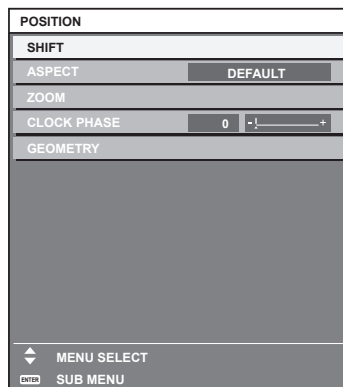 POSITION
SHIFT
ASPECT DEFAULT
ZOOM
CLOCK PHASE 0 - +
GEOMETRY
MENU SELECT
ENTER SUB MENU